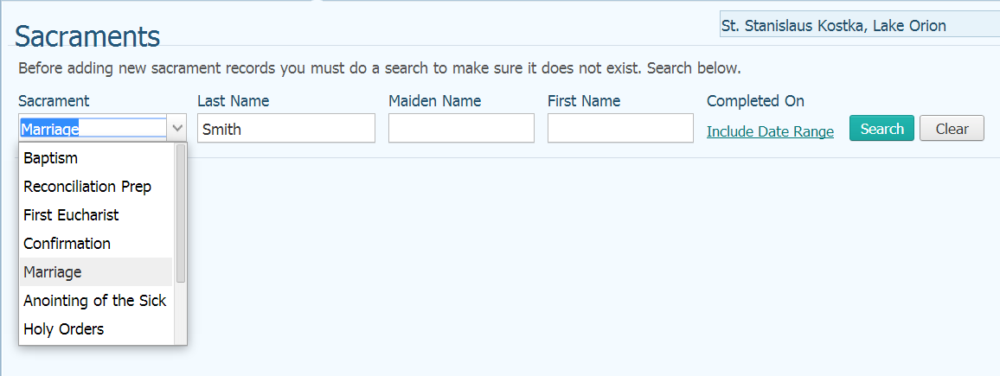 St. Stanislaus Kostka, Lake Orion
Sacraments
Before adding new sacrament records you must do a search to make sure it does not exist. Search below.
Sacrament Last Name Maiden Name First Name Completed On
Marriage Smith Include Date Range Search Clear
Baptism
Reconciliation Prep
First Eucharist
Confirmation
Marriage
Anointing of the Sick
Holy Orders